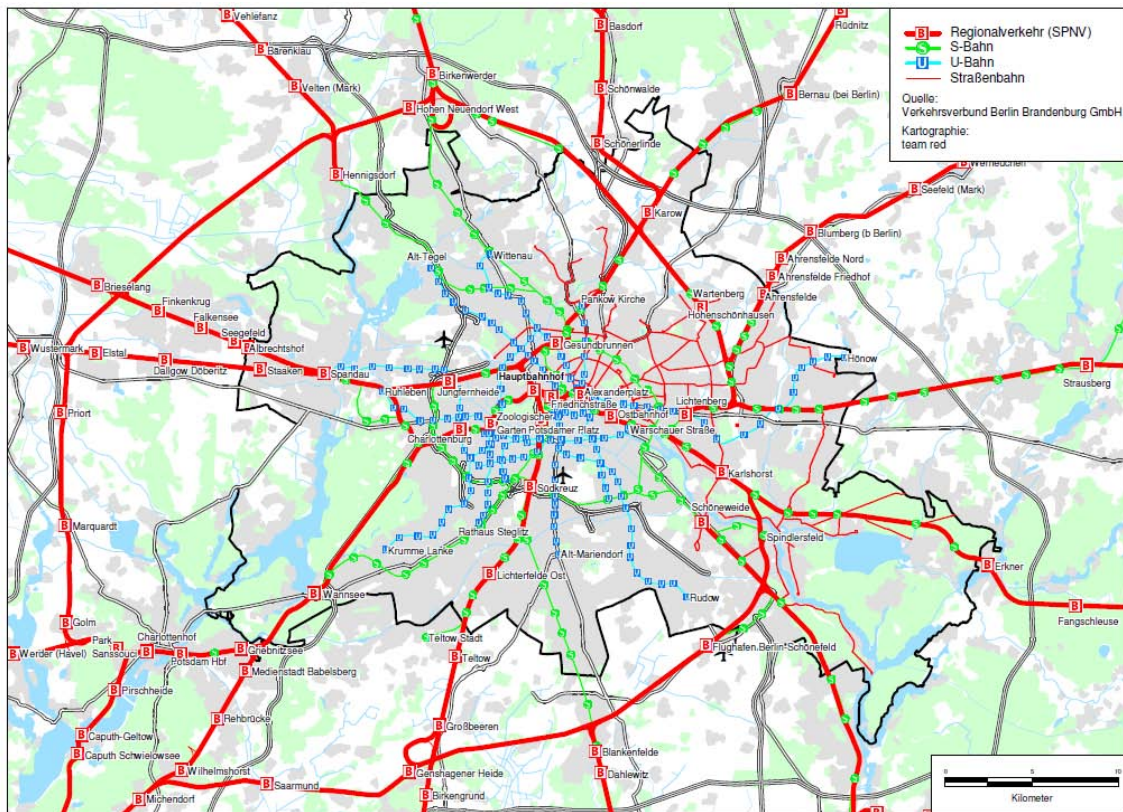 Vehlefanz
Bärenklau
Velten (Mark)
Birkenwerder
Hohen Neuendorf West
Hennigsdorf
Basdorf
Schönwalde
Schönerlinde
Rüdnitz
Bernau (bei Berlin)
Karow
Regionalverkehr (SPNV)
S-Bahn
U-Bahn
Straßenbahn
Quelle:
Verkehrsverbund Berlin Brandenburg GmbH
Kartographie:
team red
Werneuchen
Seefeld (Mark)
Blumberg (b Berlin)
Ahrensfelde Nord
Ahrensfelde Friedhof
Ahrensfelde
Wartenberg
Hohenschönhausen
Alt-Tegel
Wittenau
Pankow Kirche
Brieselang
Finkenkrug
Falkensee
Seegefeld
Albrechtshof
Wustermark
Elstal
Dallgow Döberitz
Staaken
Spandau
Ruhleben
Jungfernheide
Gesundbrunnen
Hauptbahnhof
Alexanderplatz
Friedrichstraße
Zoologischer
Garten
Potsdamer Platz
Ostbahnhof
Lichtenberg
Warschauer Straße
Hönow
Strausberg
Priort
Charlottenburg
Südkreuz
Karlshorst
Schöneweide
Marquardt
Rathaus Steglitz
Krumme Lanke
Alt-Mariendorf
Spindlersfeld
Lichterfelde Ost
Wannsee
Rudow
Erkner
Fangschleuse
Golm
Werder (Havel)
Park
Sanssouci
Charlottenhof
Potsdam Hbf
Griebnitzsee
Medienstadt Babelsberg
Teltow Stadt
Teltow
Flughafen Berlin-Schönefeld
Pirschheide
Rehbrücke
Caputh-Geltow
Caputh Schwielowsee
Wilhelmshorst
Michendorf
Saarmund
Großbeeren
Genshagener Heide
Birkengrund
Blankenfelde
Dahlewitz
0 5 10
Kilometer